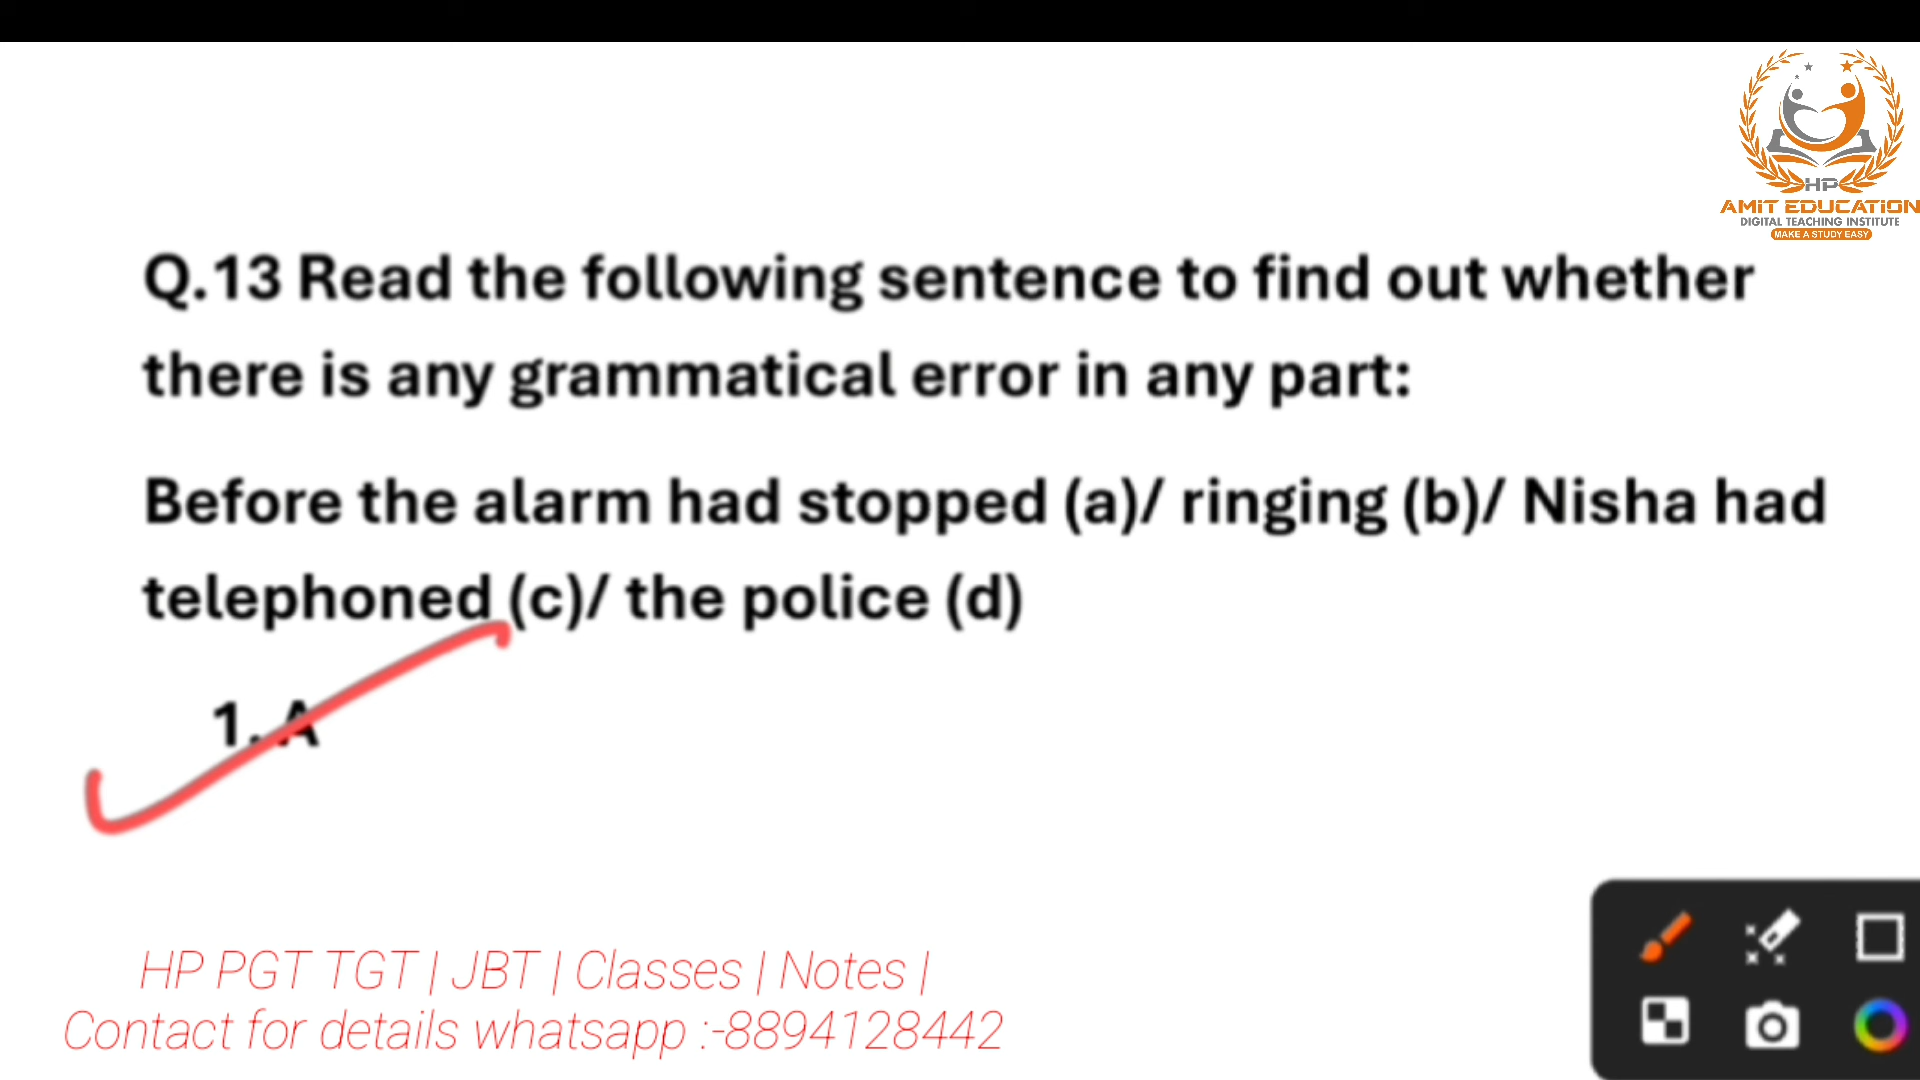 HP
AMIT EDUCATION
DIGITAL TEACHING INSTITUTE
MAKE A STUDY EASY
Q.13 Read the following sentence to find out whether
there is any grammatical error in any part:
Before the alarm had stopped (a)/ ringing (b)/ Nisha had
telephoned (c)/ the police (d)
1. A
HP PGT TGT | JBT | Classes | Notes |
Contact for details whatsapp :-8894128442